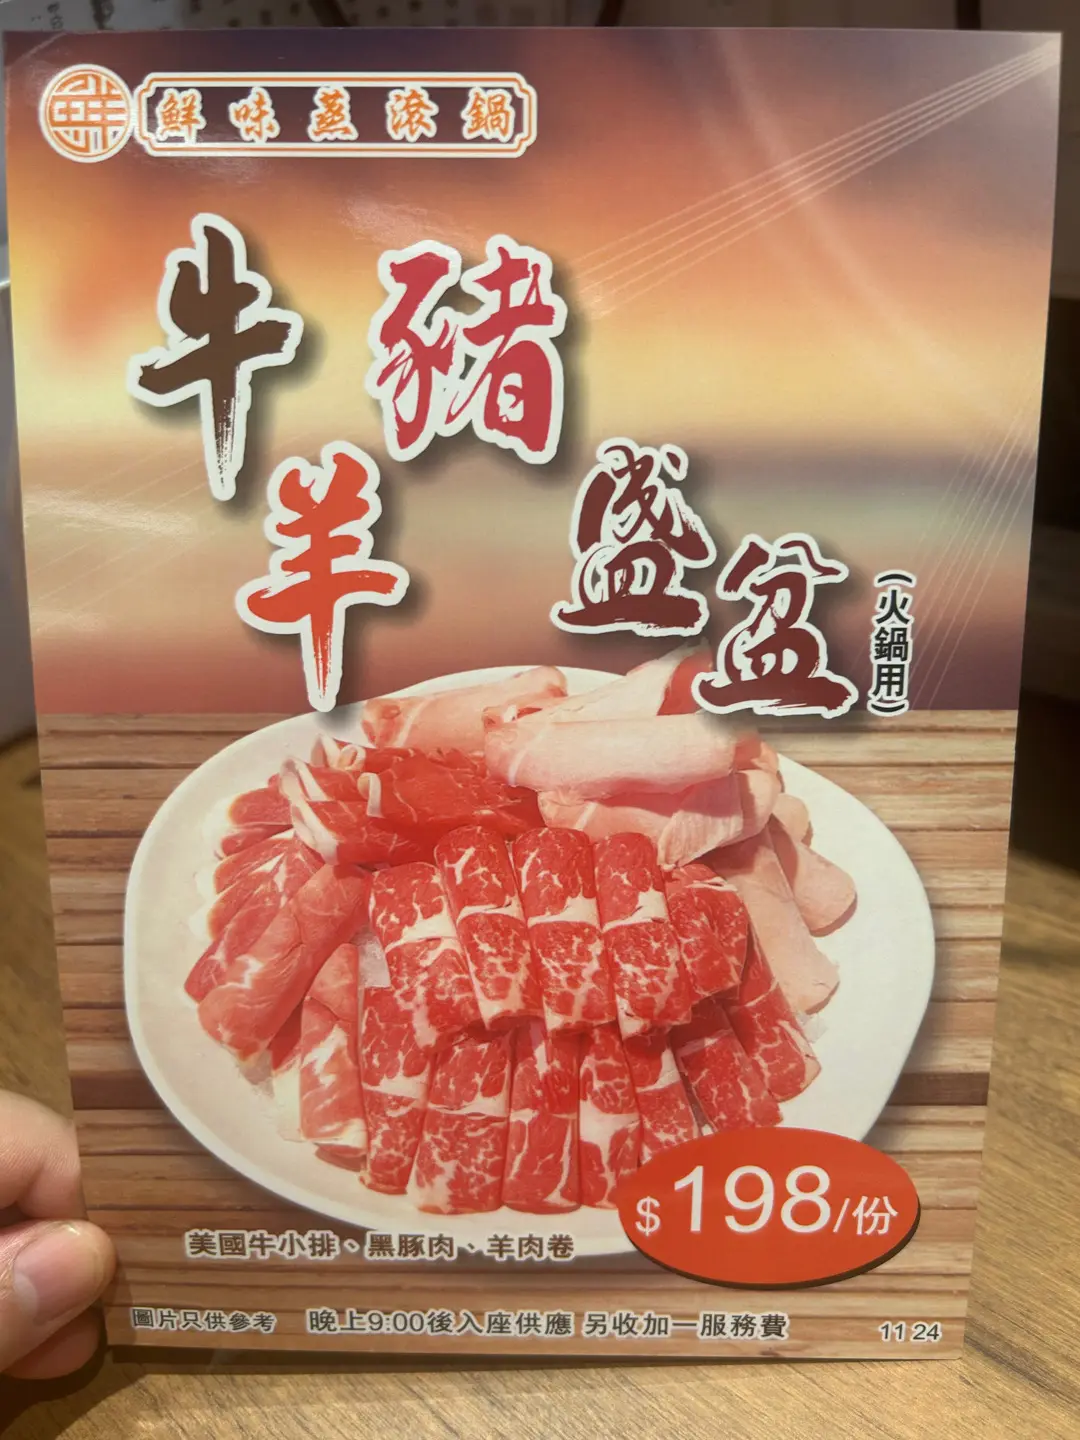 鮮
鮮味蒸滾鍋
牛豬
羊盛盆
(火鍋用)
$198/份
美國牛小排、黑豚肉、羊肉卷
圖片只供參考 晚上9:00後入座供應 另收加一服務費 11 24